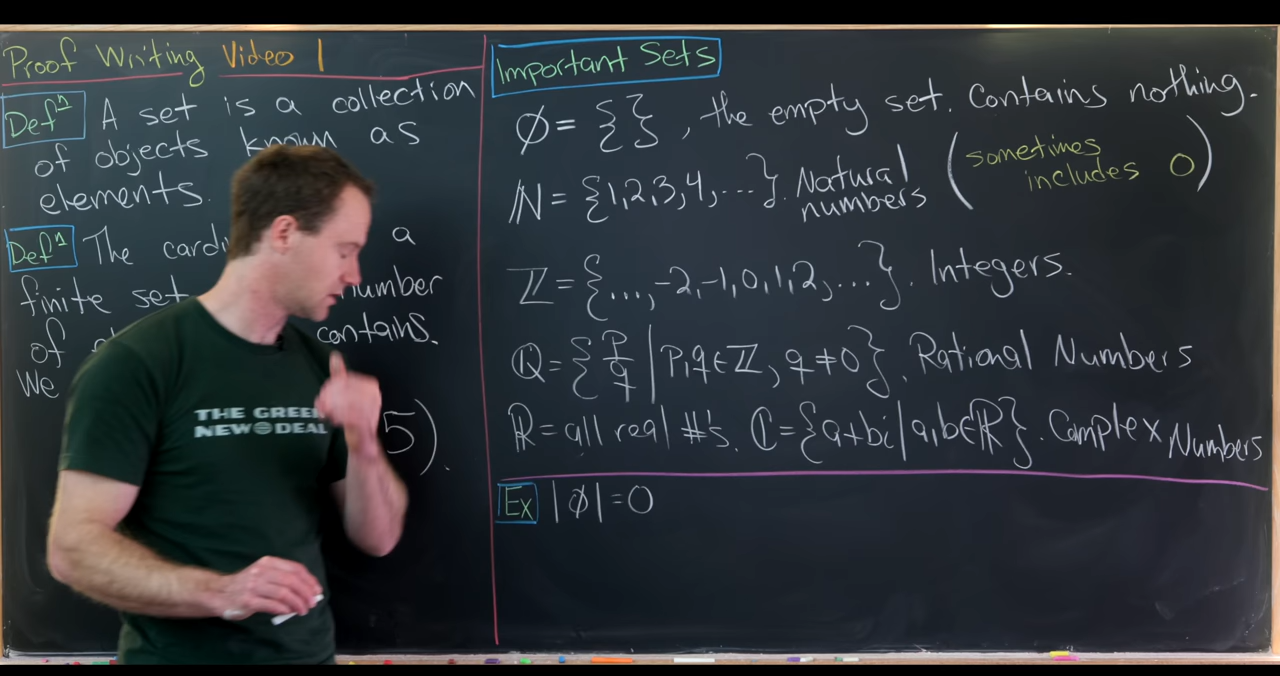 Proof Writing Video 1
Defⁿ A set is a collection
of objects known as
elements.
Defⁿ The a
finite set number
of contains.
We
5).
THE GREE
NEW DEAL
Important Sets
∅ = { }, the empty set. Contains nothing.
ℕ = {1,2,3,4,...}. Natural numbers (sometimes includes 0)
ℤ = {...,-2,-1,0,1,2,...}. Integers.
ℚ = {p/q | p,q∈ℤ, q≠0}. Rational Numbers
ℝ = all real #'s. ℂ = {a+bi | a,b∈ℝ}. Complex Numbers
Ex |∅|=0